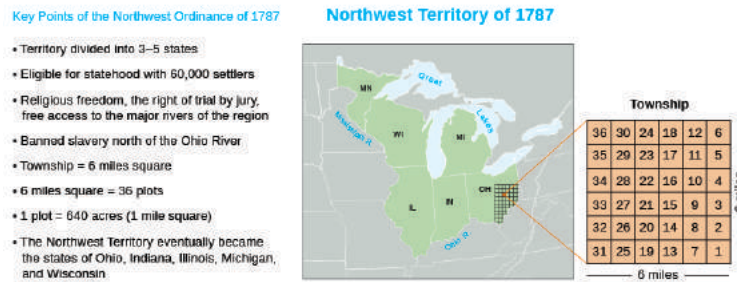 Key Points of the Northwest Ordinance of 1787
• Territory divided into 3–5 states
• Eligible for statehood with 60,000 settlers
• Religious freedom, the right of trial by jury,
free access to the major rivers of the region
• Banned slavery north of the Ohio River
• Township = 6 miles square
• 6 miles square = 36 plots
• 1 plot = 640 acres (1 mile square)
• The Northwest Territory eventually became
the states of Ohio, Indiana, Illinois, Michigan,
and Wisconsin
Northwest Territory of 1787
MN
Great
Lakes
Mississippi R.
WI
MI
OH
IL
IN
Ohio R.
Township
36 30 24 18 12 6
35 29 23 17 11 5
34 28 22 16 10 4
33 27 21 15 9 3
32 26 20 14 8 2
31 25 19 13 7 1
6 miles